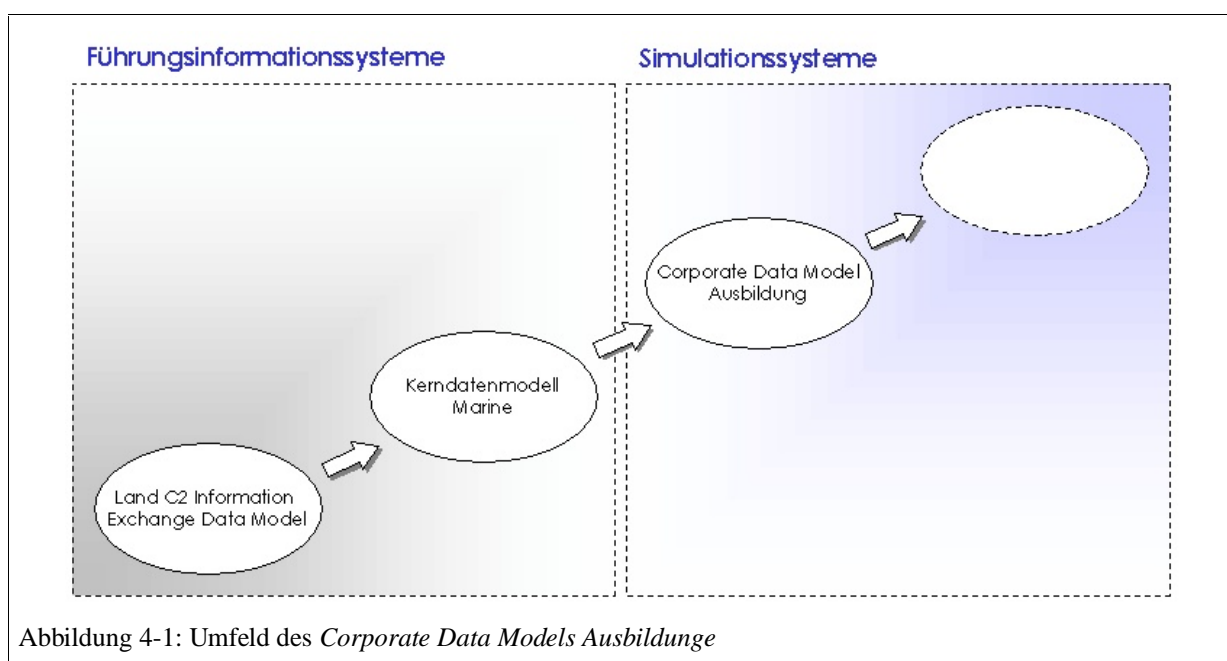 Führungsinformationssysteme
Simulationssysteme
Corporate Data Model
Ausbildung
Kerndatenmodell
Marine
Land C2 Information
Exchange Data Model
Abbildung 4-1: Umfeld des Corporate Data Models Ausbildunge